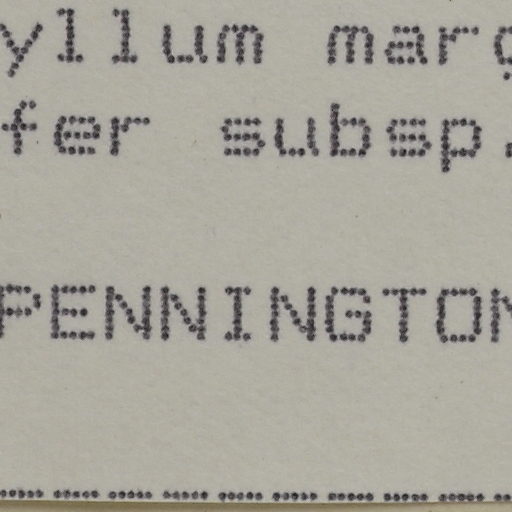 yllum marg
fer subsp.
PENNINGTON